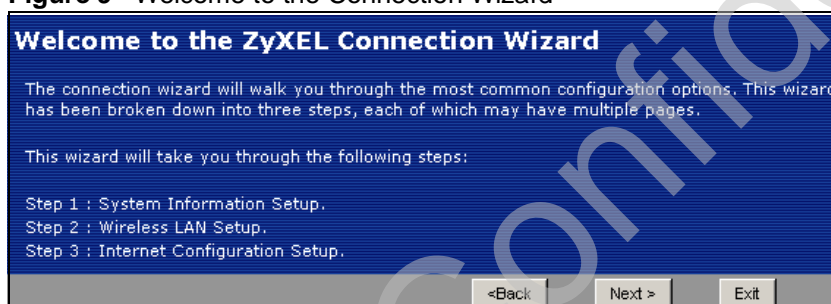 Welcome to the Connection Wizard
Welcome to the ZyXEL Connection Wizard
The connection wizard will walk you through the most common configuration options. This wizard
has been broken down into three steps, each of which may have multiple pages.
This wizard will take you through the following steps:
Step 1 : System Information Setup.
Step 2 : Wireless LAN Setup.
Step 3 : Internet Configuration Setup.
<Back Next > Exit
Confid